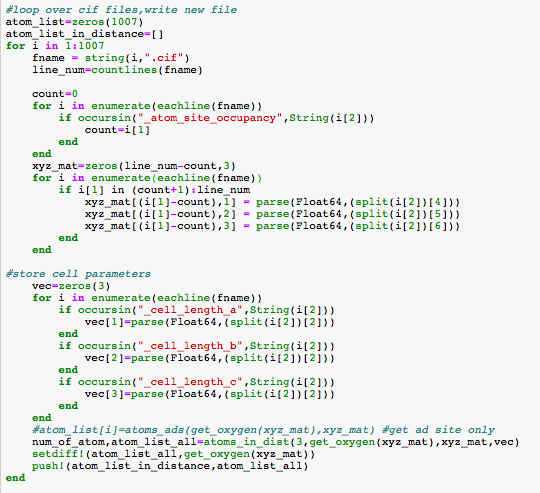 #loop over cif files,write new file
atom_list=zeros(1007)
atom_list_in_distance=[]
for i in 1:1007
    fname = string(i,".cif")
    line_num=countlines(fname)

    count=0
    for i in enumerate(eachline(fname))
        if occursin("_atom_site_occupancy",String(i[2]))
            count=i[1]
        end
    end
    xyz_mat=zeros(line_num-count,3)
    for i in enumerate(eachline(fname))
        if i[1] in (count+1):line_num
            xyz_mat[(i[1]-count),1] = parse(Float64,(split(i[2])[4]))
            xyz_mat[(i[1]-count),2] = parse(Float64,(split(i[2])[5]))
            xyz_mat[(i[1]-count),3] = parse(Float64,(split(i[2])[6]))
        end
    end

#store cell parameters
    vec=zeros(3)
    for i in enumerate(eachline(fname))
        if occursin("_cell_length_a",String(i[2]))
            vec[1]=parse(Float64,(split(i[2])[2]))
        end
        if occursin("_cell_length_b",String(i[2]))
            vec[2]=parse(Float64,(split(i[2])[2]))
        end
        if occursin("_cell_length_c",String(i[2]))
            vec[3]=parse(Float64,(split(i[2])[2]))
        end
    end
    #atom_list[i]=atoms_ads(get_oxygen(xyz_mat),xyz_mat) #get ad site only
    num_of_atom,atom_list_all=atoms_in_dist(3,get_oxygen(xyz_mat),xyz_mat,vec)
    setdiff!(atom_list_all,get_oxygen(xyz_mat))
    push!(atom_list_in_distance,atom_list_all)
end